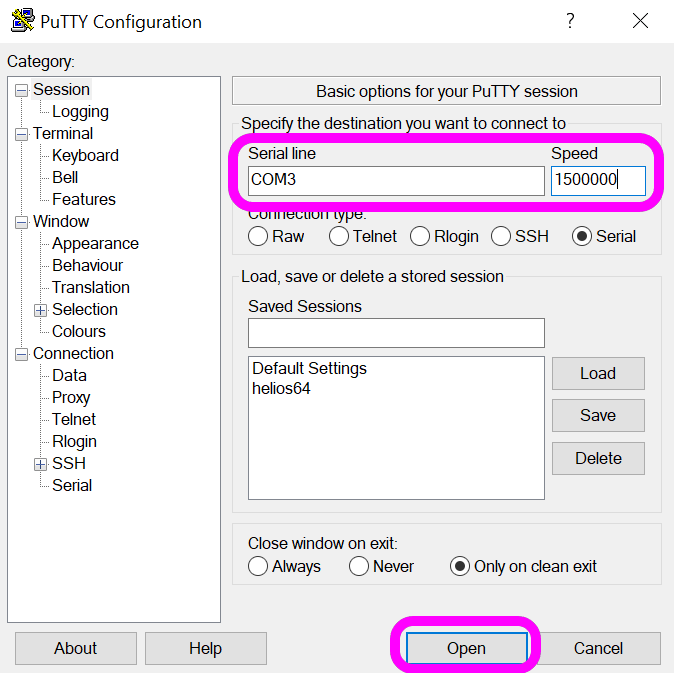 PuTTY Configuration
?
Category:
Session
Logging
Terminal
Keyboard
Bell
Features
Window
Appearance
Behaviour
Translation
Selection
Colours
Connection
Data
Proxy
Telnet
Rlogin
SSH
Serial
Basic options for your PuTTY session
Specify the destination you want to connect to
Serial line Speed
COM3 1500000
Connection type:
Raw Telnet Rlogin SSH Serial
Load, save or delete a stored session
Saved Sessions
Default Settings
helios64
Load
Save
Delete
Close window on exit:
Always Never Only on clean exit
About Help Open Cancel